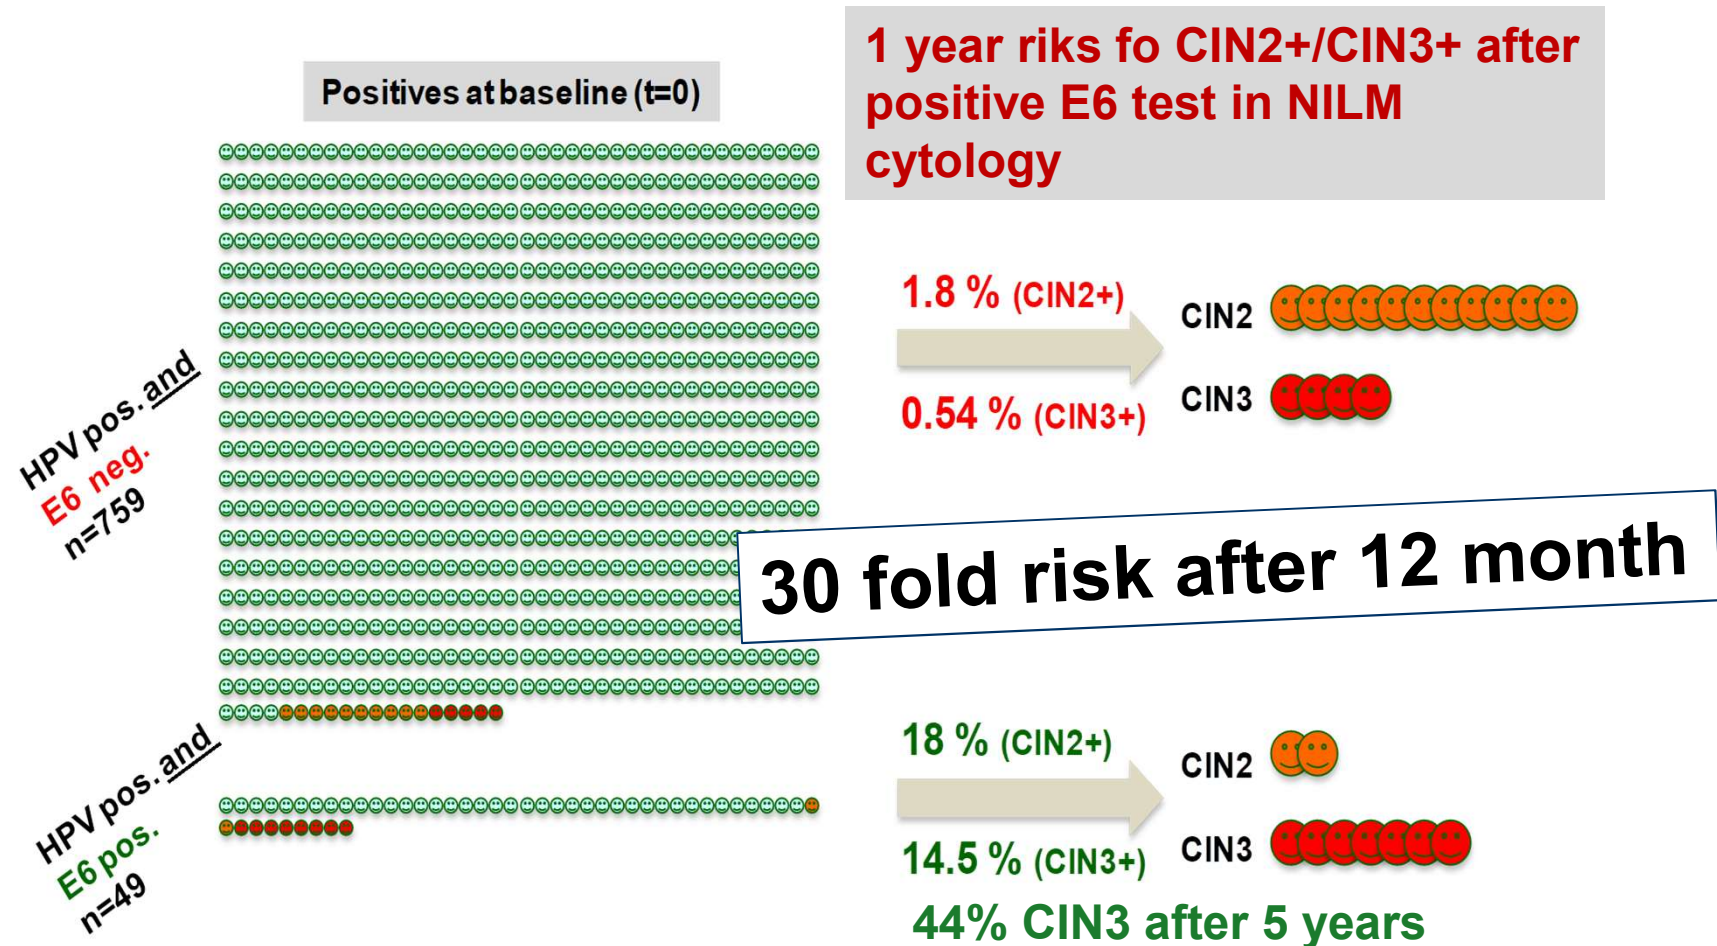 1 year riks fo CIN2+/CIN3+ after
positive E6 test in NILM
cytology
Positives at baseline (t=0)
HPV pos. and
E6 neg.
n=759
1.8 % (CIN2+)
0.54 % (CIN3+)
CIN2
CIN3
30 fold risk after 12 month
HPV pos. and
E6 pos.
n=49
18 % (CIN2+)
14.5 % (CIN3+)
CIN2
CIN3
44% CIN3 after 5 years